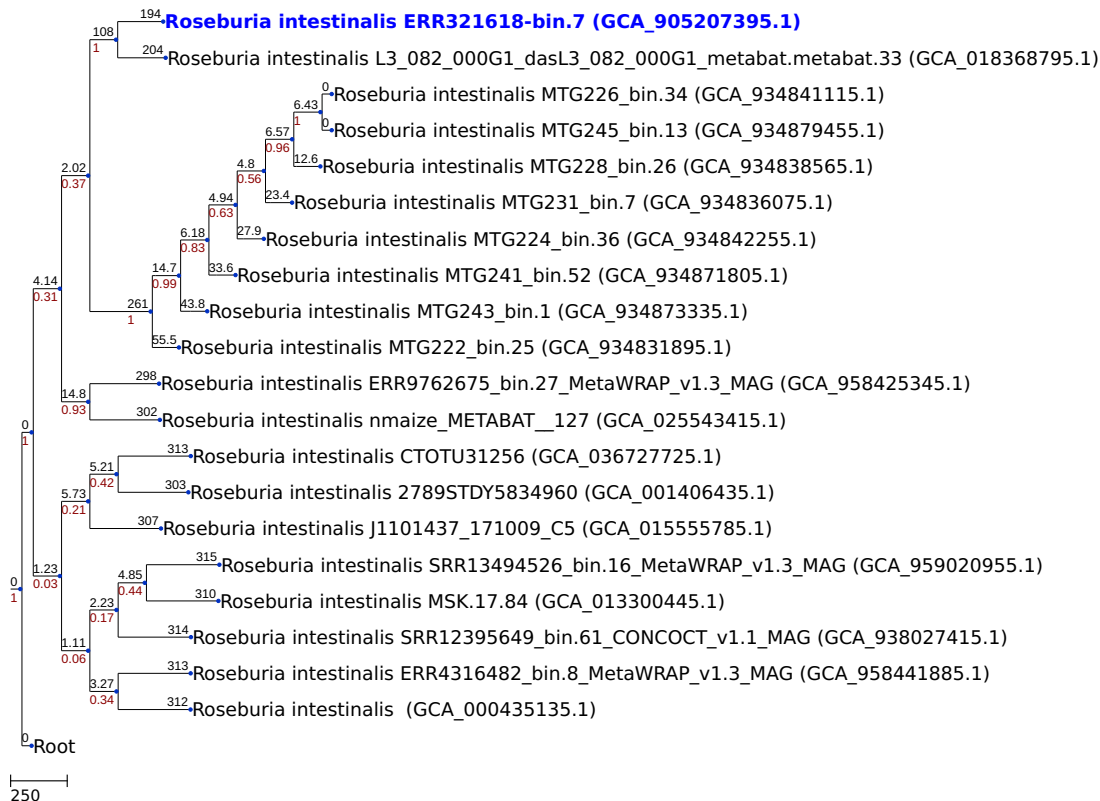 194 Roseburia intestinalis ERR321618-bin.7 (GCA_905207395.1)
108
1
204 Roseburia intestinalis L3_082_000G1_dasL3_082_000G1_metabat.metabat.33 (GCA_018368795.1)
0 Roseburia intestinalis MTG226_bin.34 (GCA_934841115.1)
6.43
1
0 Roseburia intestinalis MTG245_bin.13 (GCA_934879455.1)
6.57
0.96
12.6 Roseburia intestinalis MTG228_bin.26 (GCA_934838565.1)
4.8
0.56
2.02
0.37
23.4 Roseburia intestinalis MTG231_bin.7 (GCA_934836075.1)
4.94
0.63
27.9 Roseburia intestinalis MTG224_bin.36 (GCA_934842255.1)
6.18
0.83
33.6 Roseburia intestinalis MTG241_bin.52 (GCA_934871805.1)
14.7
0.99
4.14
0.31
43.8 Roseburia intestinalis MTG243_bin.1 (GCA_934873335.1)
261
1
55.5 Roseburia intestinalis MTG222_bin.25 (GCA_934831895.1)
298 Roseburia intestinalis ERR9762675_bin.27_MetaWRAP_v1.3_MAG (GCA_958425345.1)
14.8
0.93
302 Roseburia intestinalis nmaize_METABAT__127 (GCA_025543415.1)
0
1
313 Roseburia intestinalis CTOTU31256 (GCA_036727725.1)
5.21
0.42
303 Roseburia intestinalis 2789STDY5834960 (GCA_001406435.1)
5.73
0.21
307 Roseburia intestinalis J1101437_171009_C5 (GCA_015555785.1)
315 Roseburia intestinalis SRR13494526_bin.16_MetaWRAP_v1.3_MAG (GCA_959020955.1)
1.23
0.03
4.85
0.44
0
1
310 Roseburia intestinalis MSK.17.84 (GCA_013300445.1)
2.23
0.17
314 Roseburia intestinalis SRR12395649_bin.61_CONCOCT_v1.1_MAG (GCA_938027415.1)
1.11
0.06
313 Roseburia intestinalis ERR4316482_bin.8_MetaWRAP_v1.3_MAG (GCA_958441885.1)
3.27
0.34
312 Roseburia intestinalis (GCA_000435135.1)
0 Root
250